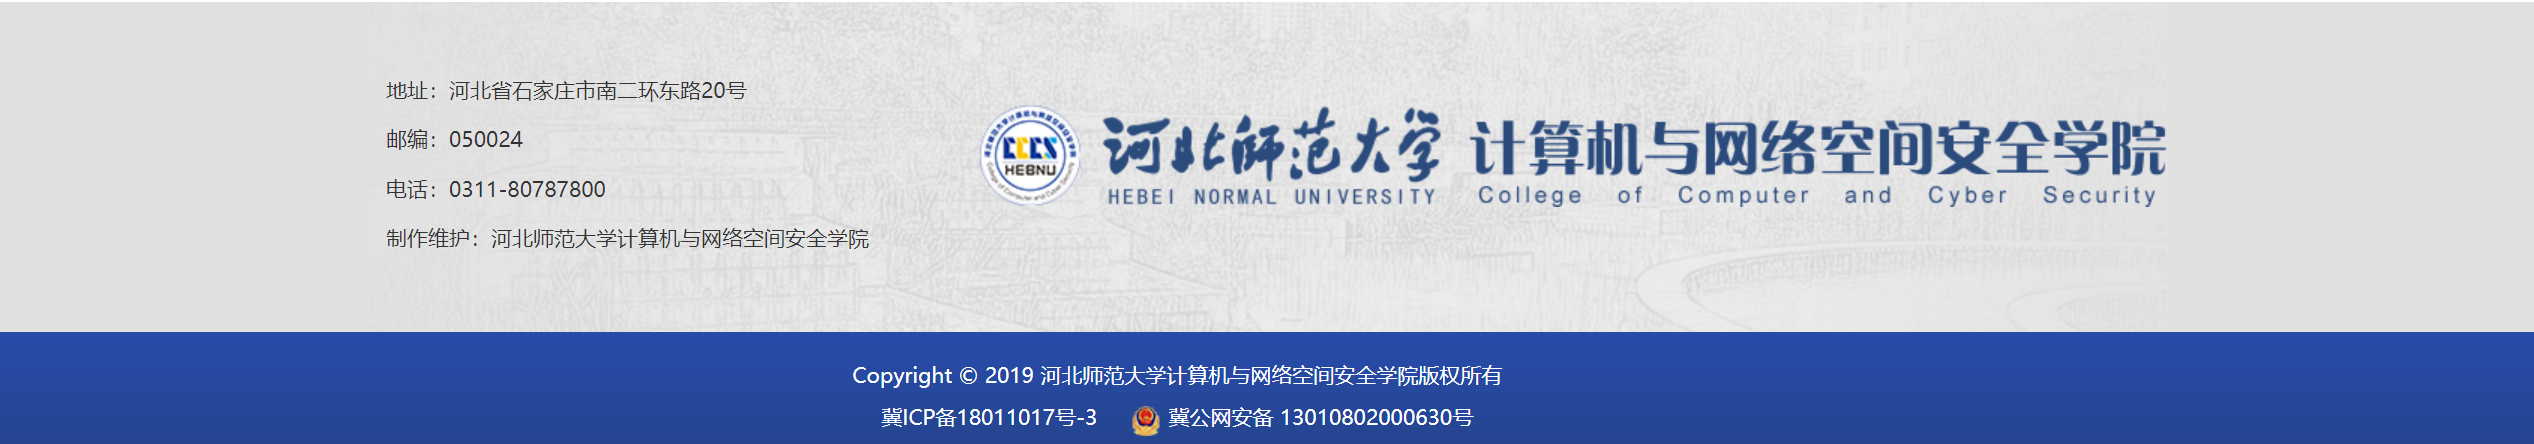 地址：河北省石家庄市南二环东路20号
邮编：050024
电话：0311-80787800
制作维护：河北师范大学计算机与网络空间安全学院
HEBNU
河北师范大学 计算机与网络空间安全学院
HEBEI NORMAL UNIVERSITY College of Computer and Cyber Security
Copyright © 2019 河北师范大学计算机与网络空间安全学院版权所有
冀ICP备18011017号-3 冀公网安备 13010802000630号